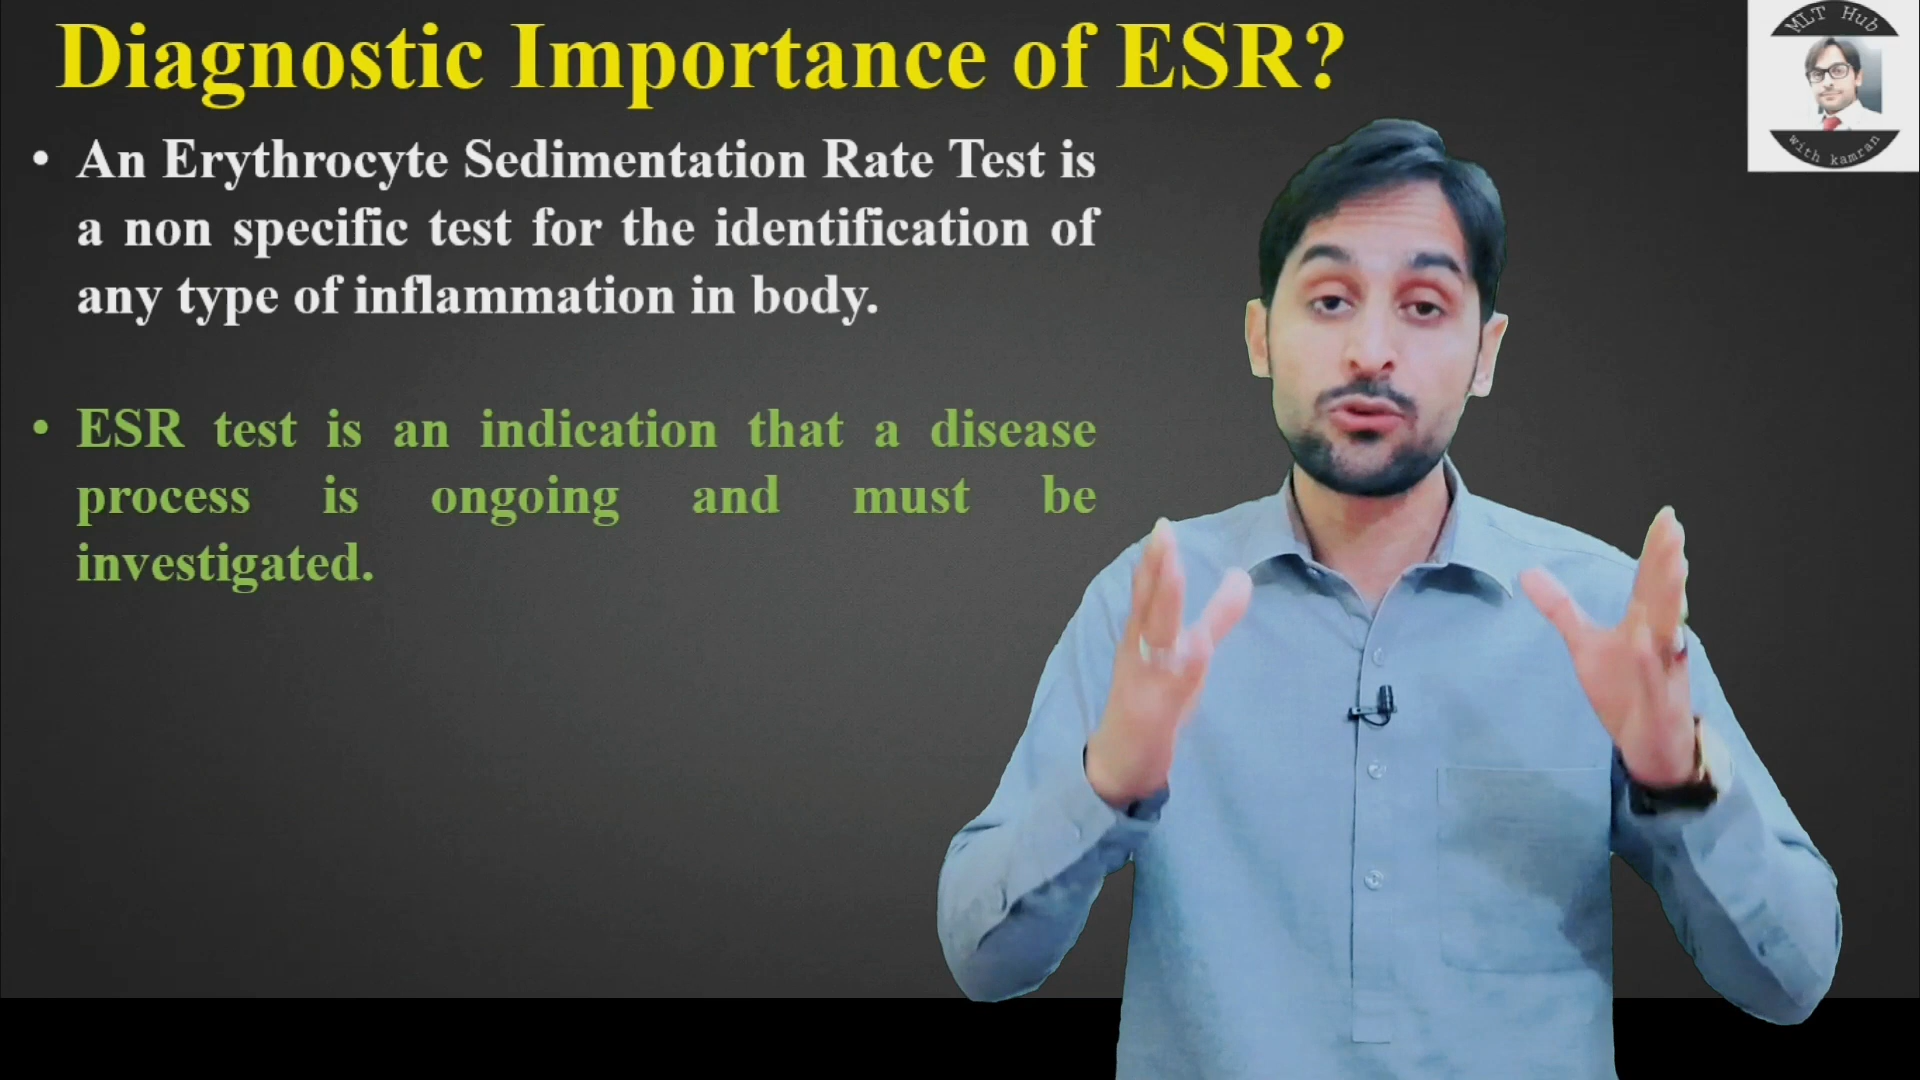 Diagnostic Importance of ESR?
MLT Hub
with kamran
• An Erythrocyte Sedimentation Rate Test is
a non specific test for the identification of
any type of inflammation in body.
• ESR test is an indication that a disease
process is ongoing and must be
investigated.